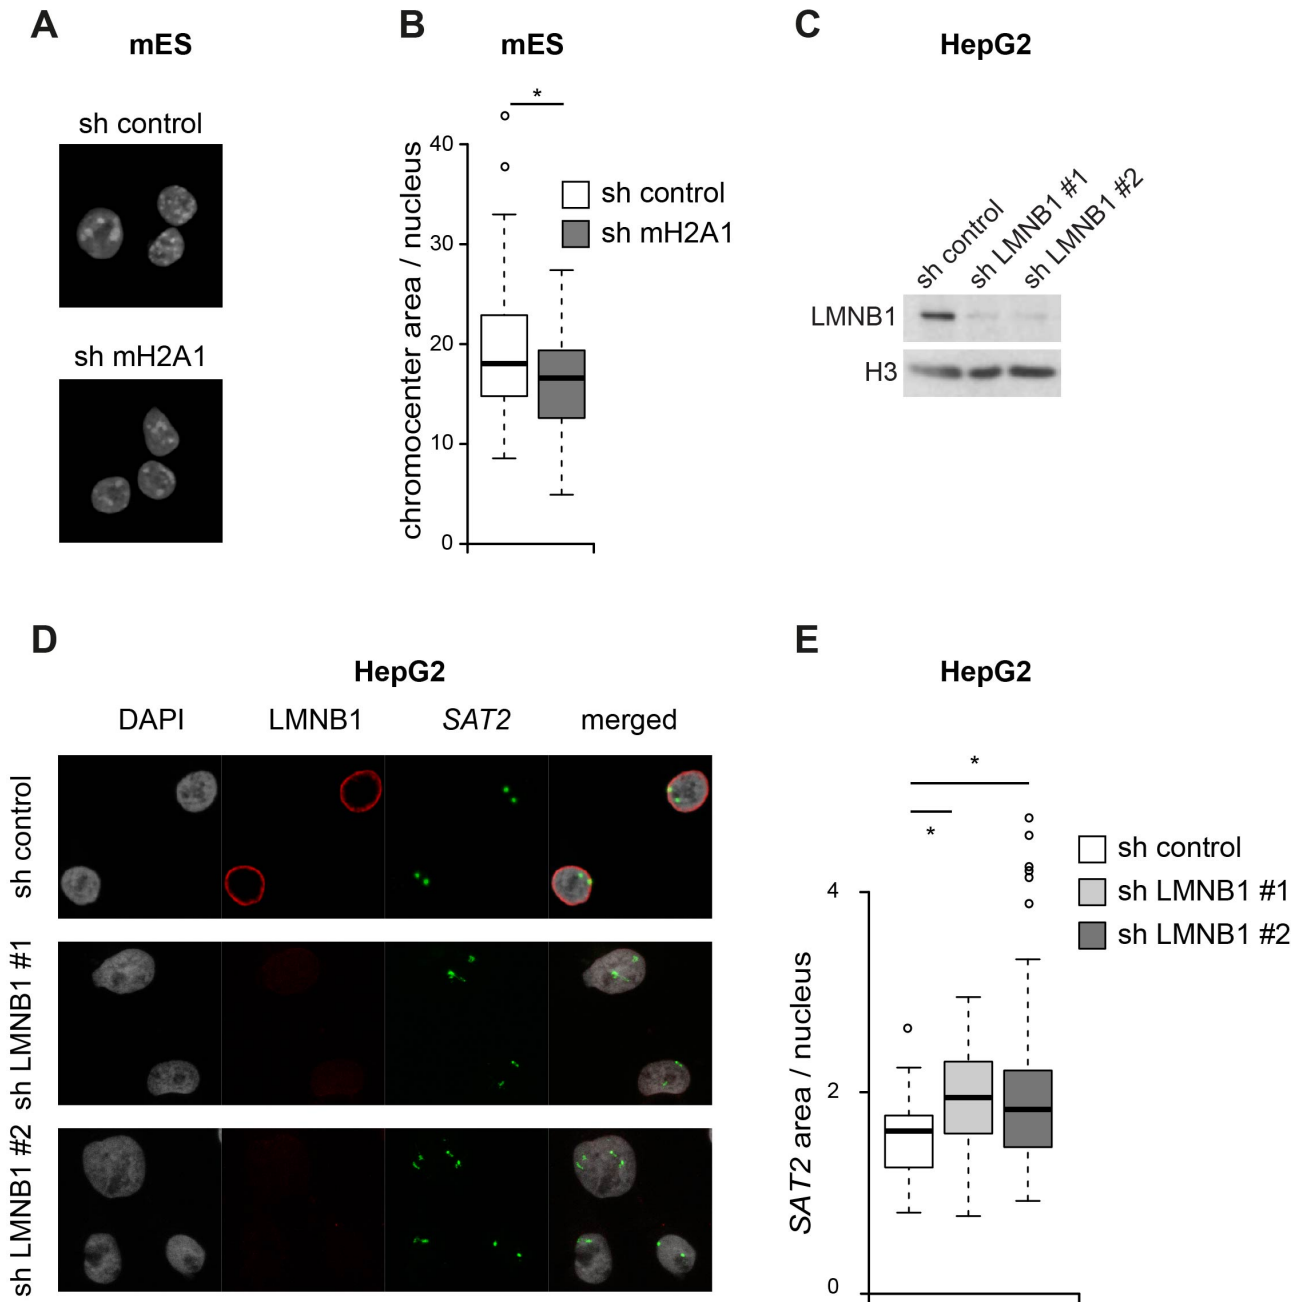 A
mES
sh control
sh mH2A1
B
mES
*
40
30
20
10
0
chromocenter area / nucleus
sh control
sh mH2A1
C
HepG2
sh control
sh LMNB1 #1
sh LMNB1 #2
LMNB1
H3
D
HepG2
DAPI LMNB1 SAT2 merged
sh control
sh LMNB1 #1
sh LMNB1 #2
E
HepG2
*
*
4
2
0
SAT2 area / nucleus
sh control
sh LMNB1 #1
sh LMNB1 #2